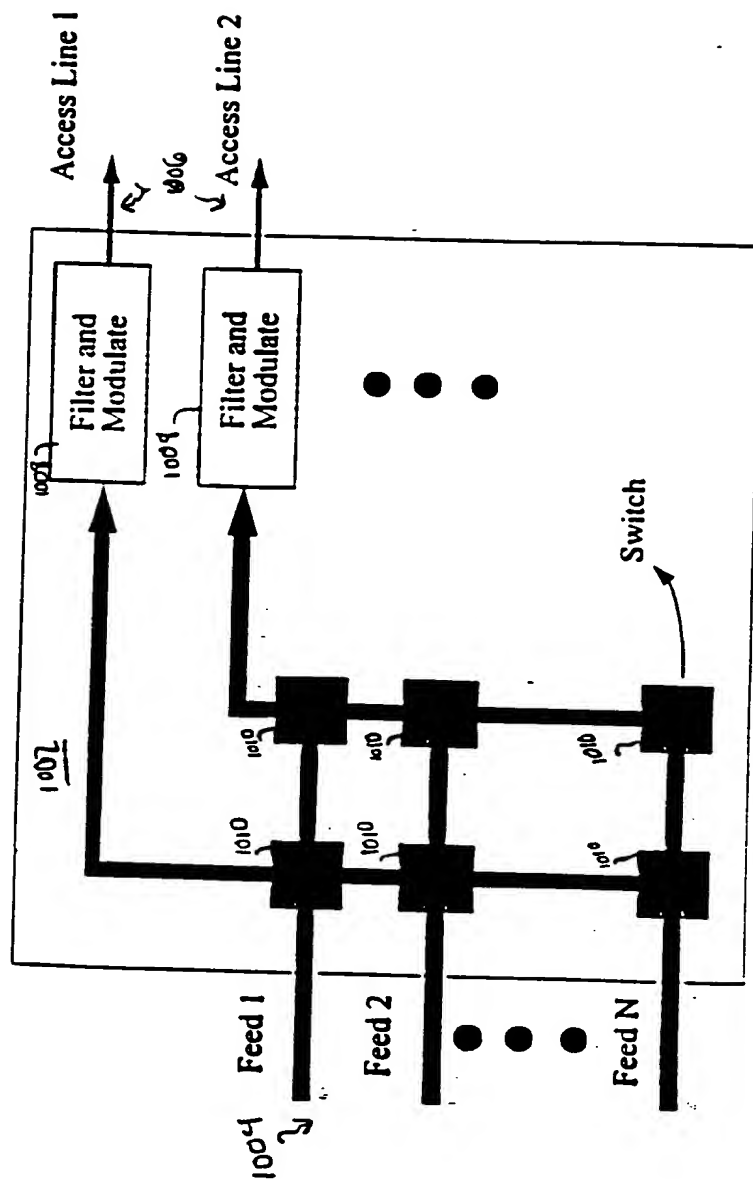 Access Line 1
1006
Access Line 2
Filter and
Modulate
1008
Filter and
Modulate
1002
Switch
1010
1010
1010
1010
1010
1010
Feed 1
Feed 2
Feed N
1004